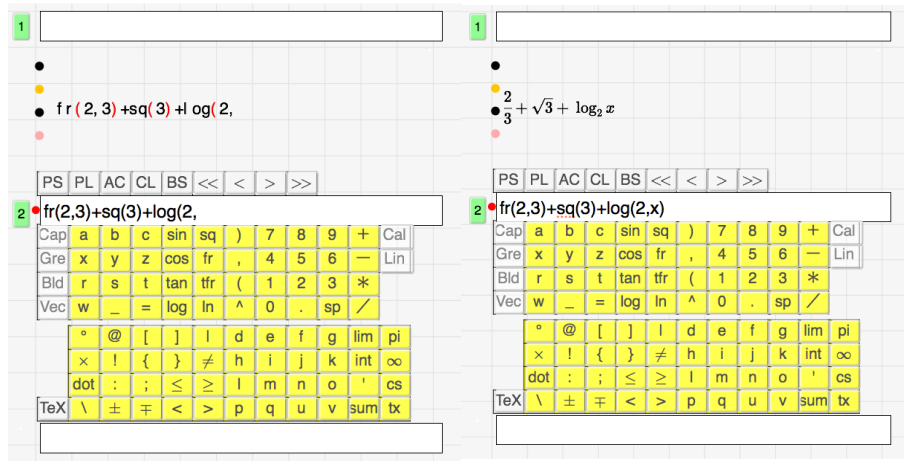 1
f r ( 2, 3) +sq( 3) +l og( 2,
PS PL AC CL BS << < > >>
2 fr(2,3)+sq(3)+log(2,
Cap a b c sin sq ) 7 8 9 + Cal
Gre x y z cos fr , 4 5 6 − Lin
Bld r s t tan tfr ( 1 2 3 *
Vec w _ = log ln ^ 0 . sp /
° @ [ ] | d e f g lim pi
× ! { } ≠ h i j k int ∞
dot : ; ≤ ≥ l m n o ' cs
TeX \ ± ∓ < > p q u v sum tx
1
2/3 + √3 + log₂ x
PS PL AC CL BS << < > >>
2 fr(2,3)+sq(3)+log(2,x)
Cap a b c sin sq ) 7 8 9 + Cal
Gre x y z cos fr , 4 5 6 − Lin
Bld r s t tan tfr ( 1 2 3 *
Vec w _ = log ln ^ 0 . sp /
° @ [ ] | d e f g lim pi
× ! { } ≠ h i j k int ∞
dot : ; ≤ ≥ l m n o ' cs
TeX \ ± ∓ < > p q u v sum tx